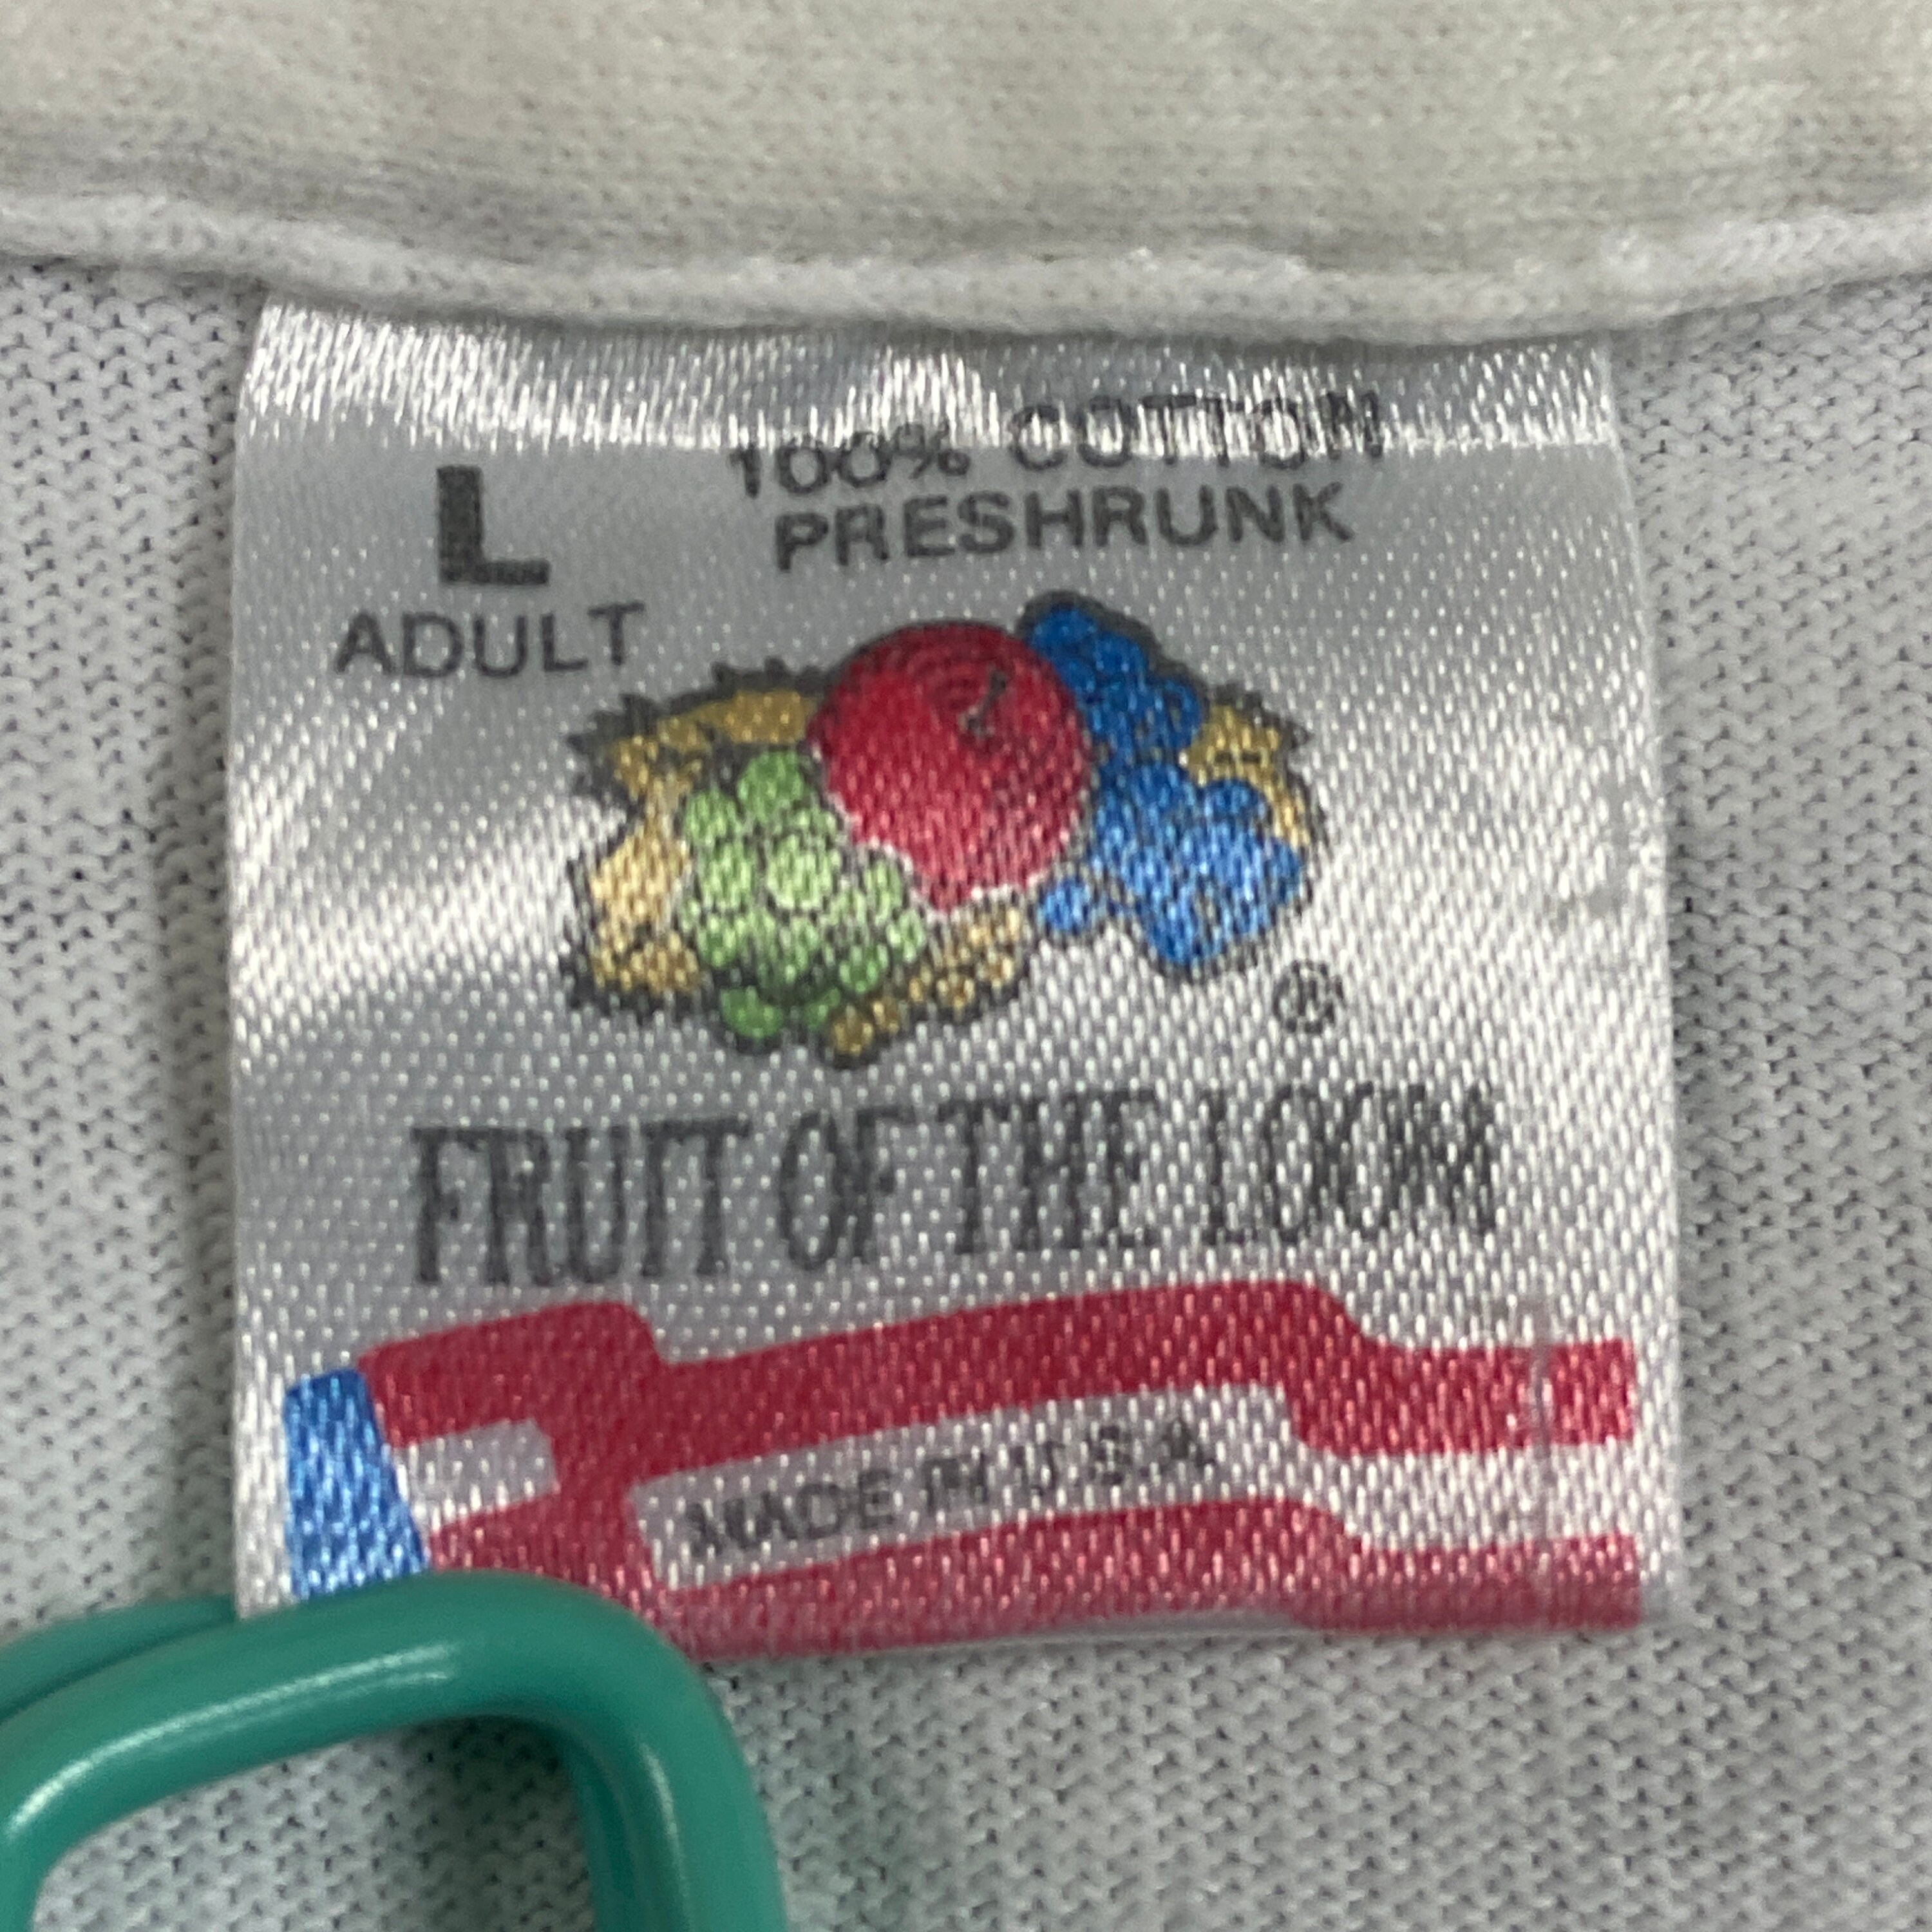 100% COTTON
L
PRESHRUNK
ADULT
®
FRUIT OF THE LOOM
MADE IN U.S.A.